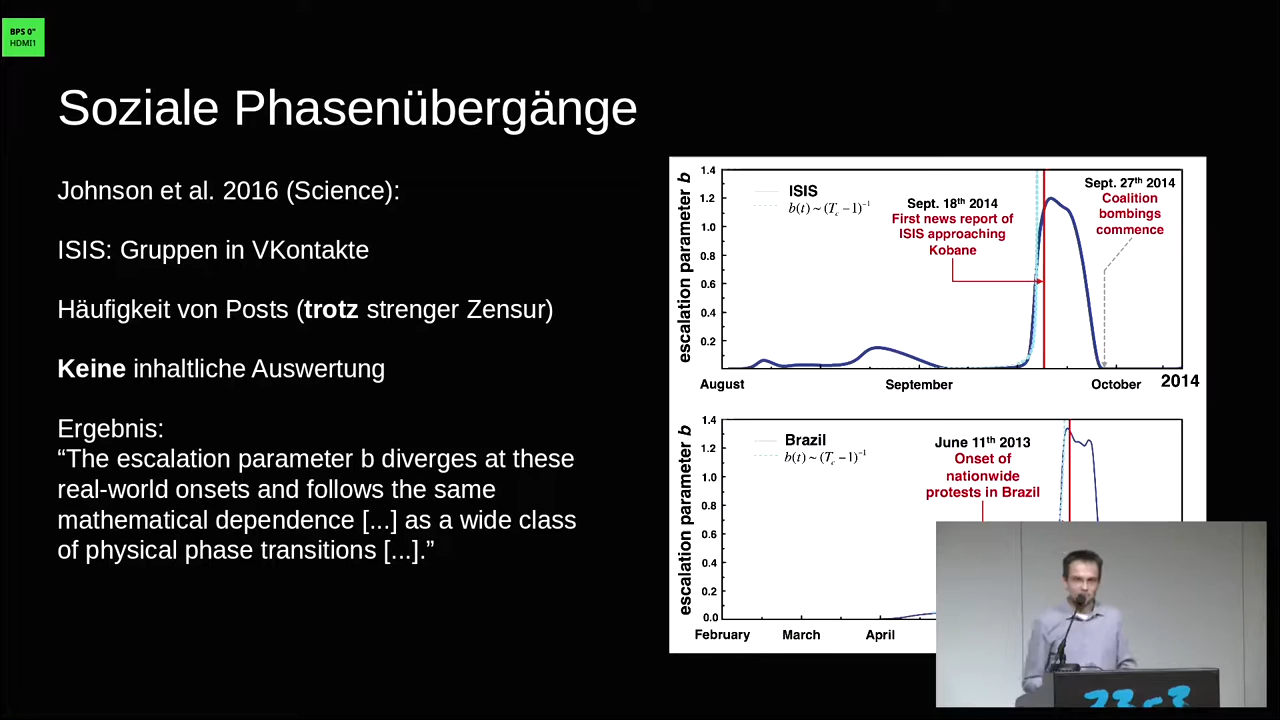 BPS 0"
HDMI1
Soziale Phasenübergänge
Johnson et al. 2016 (Science):
ISIS: Gruppen in VKontakte
Häufigkeit von Posts (trotz strenger Zensur)
Keine inhaltliche Auswertung
Ergebnis:
“The escalation parameter b diverges at these
real-world onsets and follows the same
mathematical dependence [...] as a wide class
of physical phase transitions [...].”
escalation parameter b
1.4
1.2
1.0
0.8
0.6
0.4
0.2
ISIS
b(t) ~ (T_c – 1)^-1
Sept. 18th 2014
First news report of
ISIS approaching
Kobane
Sept. 27th 2014
Coalition
bombings
commence
August
September
October
2014
escalation parameter b
1.4
1.2
1.0
0.8
0.6
0.4
0.2
0.0
Brazil
b(t) ~ (T_c – 1)^-1
June 11th 2013
Onset of
nationwide
protests in Brazil
February
March
April